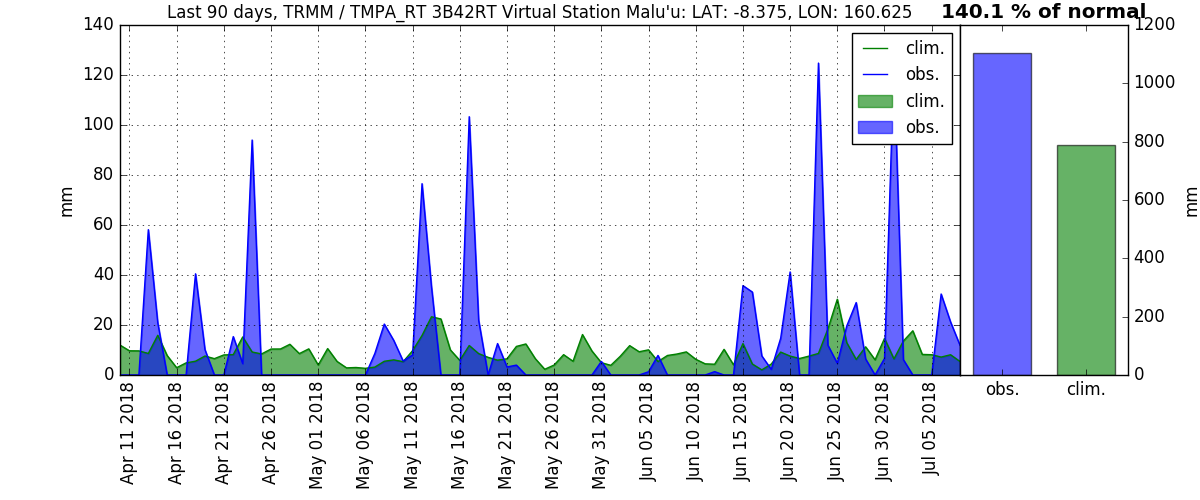 Last 90 days, TRMM / TMPA_RT 3B42RT Virtual Station Malu'u: LAT: -8.375, LON: 160.625
140.1 % of normal
140
120
100
80
60
40
20
0
mm
clim.
obs.
clim.
obs.
1200
1000
800
600
400
200
0
mm
Apr 11 2018
Apr 16 2018
Apr 21 2018
Apr 26 2018
May 01 2018
May 06 2018
May 11 2018
May 16 2018
May 21 2018
May 26 2018
May 31 2018
Jun 05 2018
Jun 10 2018
Jun 15 2018
Jun 20 2018
Jun 25 2018
Jun 30 2018
Jul 05 2018
obs.
clim.